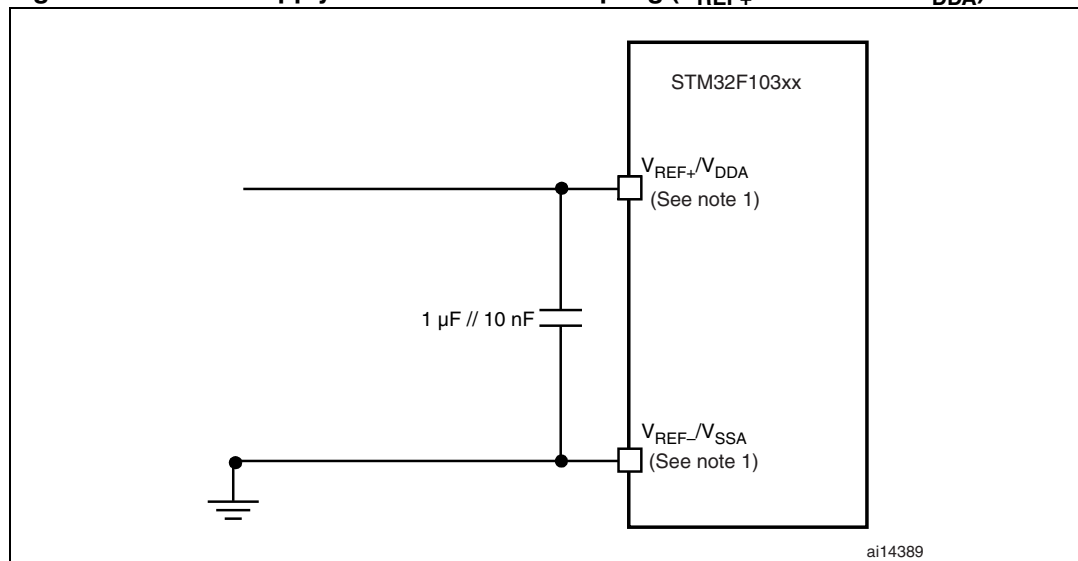 STM32F103xx
VREF+/VDDA
(See note 1)
1 µF // 10 nF
VREF–/VSSA
(See note 1)
ai14389